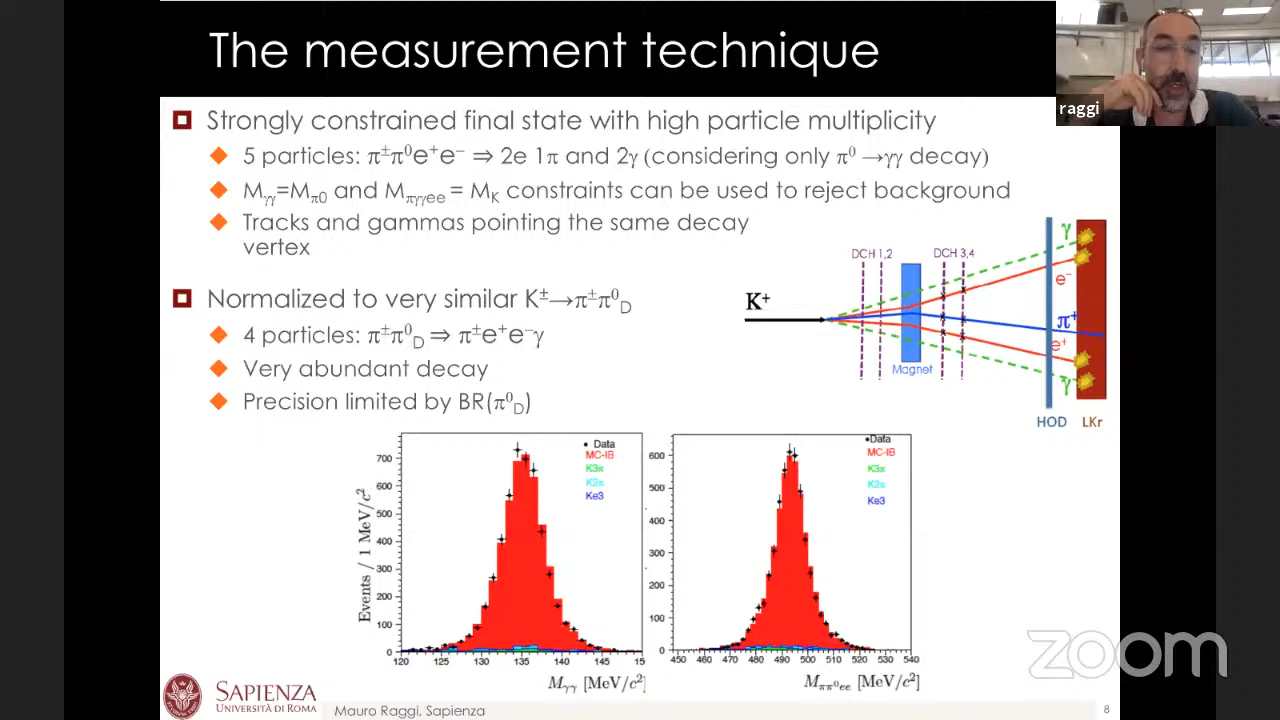 The measurement technique
raggi
Strongly constrained final state with high particle multiplicity
5 particles: π±π⁰e⁺e⁻ ⇒ 2e 1π and 2γ (considering only π⁰ →γγ decay)
Mγγ=Mπ0 and Mπγγee = MK constraints can be used to reject background
Tracks and gammas pointing the same decay
vertex
Normalized to very similar K±→π±π⁰D
4 particles: π±π⁰D ⇒ π±e⁺e⁻γ
Very abundant decay
Precision limited by BR(π⁰D)
DCH 1,2
DCH 3,4
γ
e⁻
K⁺
π⁺
e⁺
Magnet
γ
HOD
LKr
Events / 1 MeV/c²
700
600
500
400
300
200
100
0
Data
MC-IB
K3π
K2π
Ke3
120 125 130 135 140 145 15
Mγγ [MeV/c²]
600
500
400
300
200
100
0
Data
MC-IB
K3π
K2π
Ke3
450 460 470 480 490 500 510 520 530 540
Mππ⁰ee [MeV/c²]
zoom
SAPIENZA
UNIVERSITÀ DI ROMA
Mauro Raggi, Sapienza
8